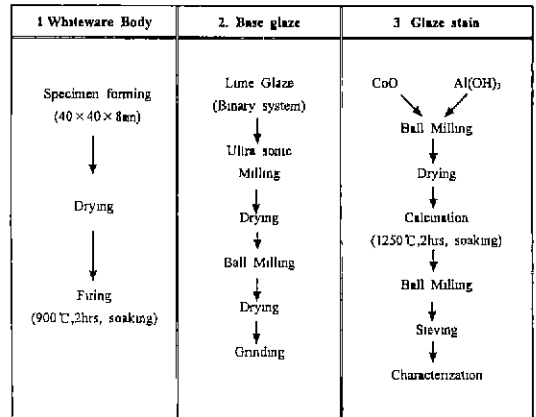 1 Whiteware Body
Specimen forming
(40×40×8mm)
Drying
Firing
(900℃,2hrs, soaking)
2. Base glaze
Lime Glaze
(Binary system)
Ultra sonic
Milling
Drying
Ball Milling
Drying
Grinding
3 Glaze stain
CoO Al(OH)₃
Ball Milling
Drying
Calcination
(1250℃,2hrs, soaking)
Ball Milling
Sieving
Characterization